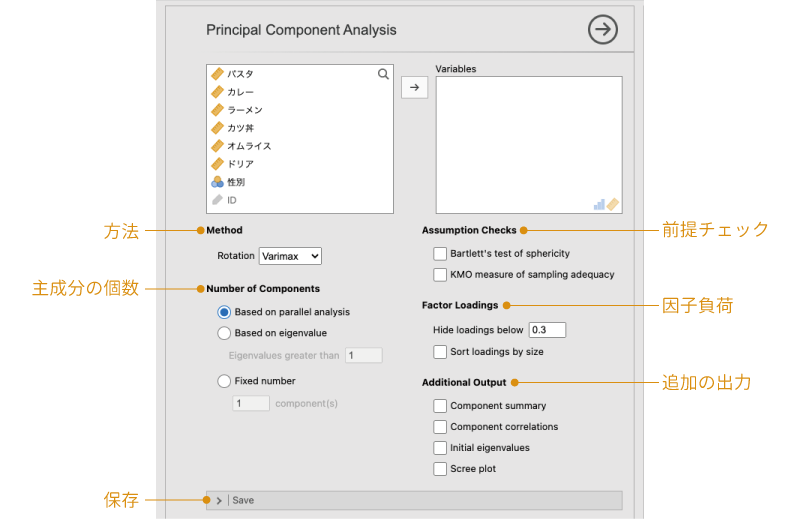 Principal Component Analysis
パスタ
カレー
ラーメン
カツ丼
オムライス
ドリア
性別
ID
Variables
方法
Method
Rotation Varimax
主成分の個数
Number of Components
Based on parallel analysis
Based on eigenvalue
Eigenvalues greater than 1
Fixed number
1 component(s)
Assumption Checks
前提チェック
Bartlett's test of sphericity
KMO measure of sampling adequacy
Factor Loadings
因子負荷
Hide loadings below 0.3
Sort loadings by size
Additional Output
追加の出力
Component summary
Component correlations
Initial eigenvalues
Scree plot
保存
Save